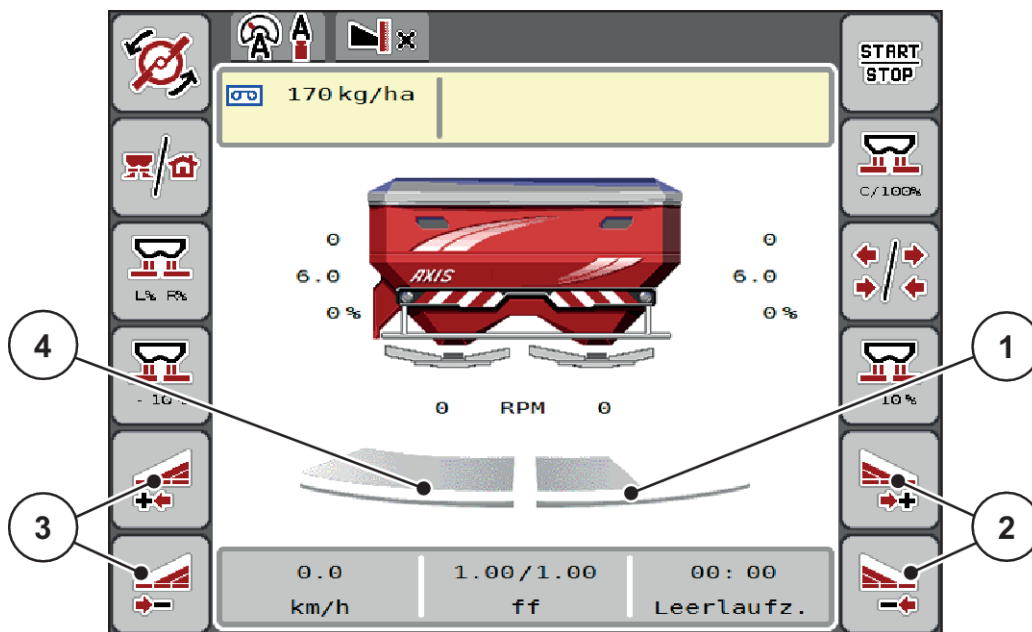 A A x
START
STOP
170 kg/ha
C/100%
0 0
6.0 6.0
AXIS
L% R%
0 % 0 %
4 1
- 10 % 10 %
0 RPM 0
3 2
0.0 1.00/1.00 00:00
km/h ff Leerlaufz.